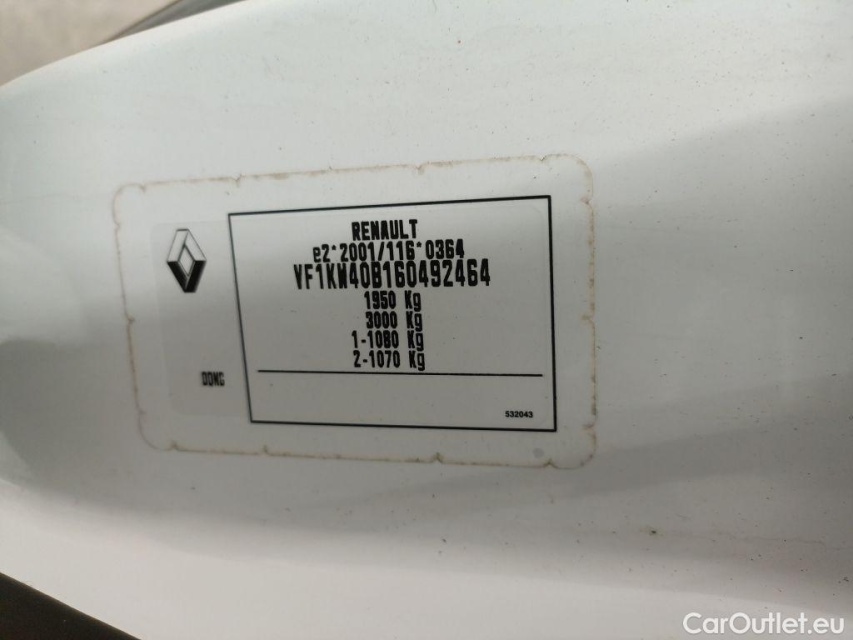 RENAULT
e2*2001/116*0364
VF1KW40B160492464
1950 Kg
3000 Kg
1-1080 Kg
2-1070 Kg
532043
CarOutlet.eu